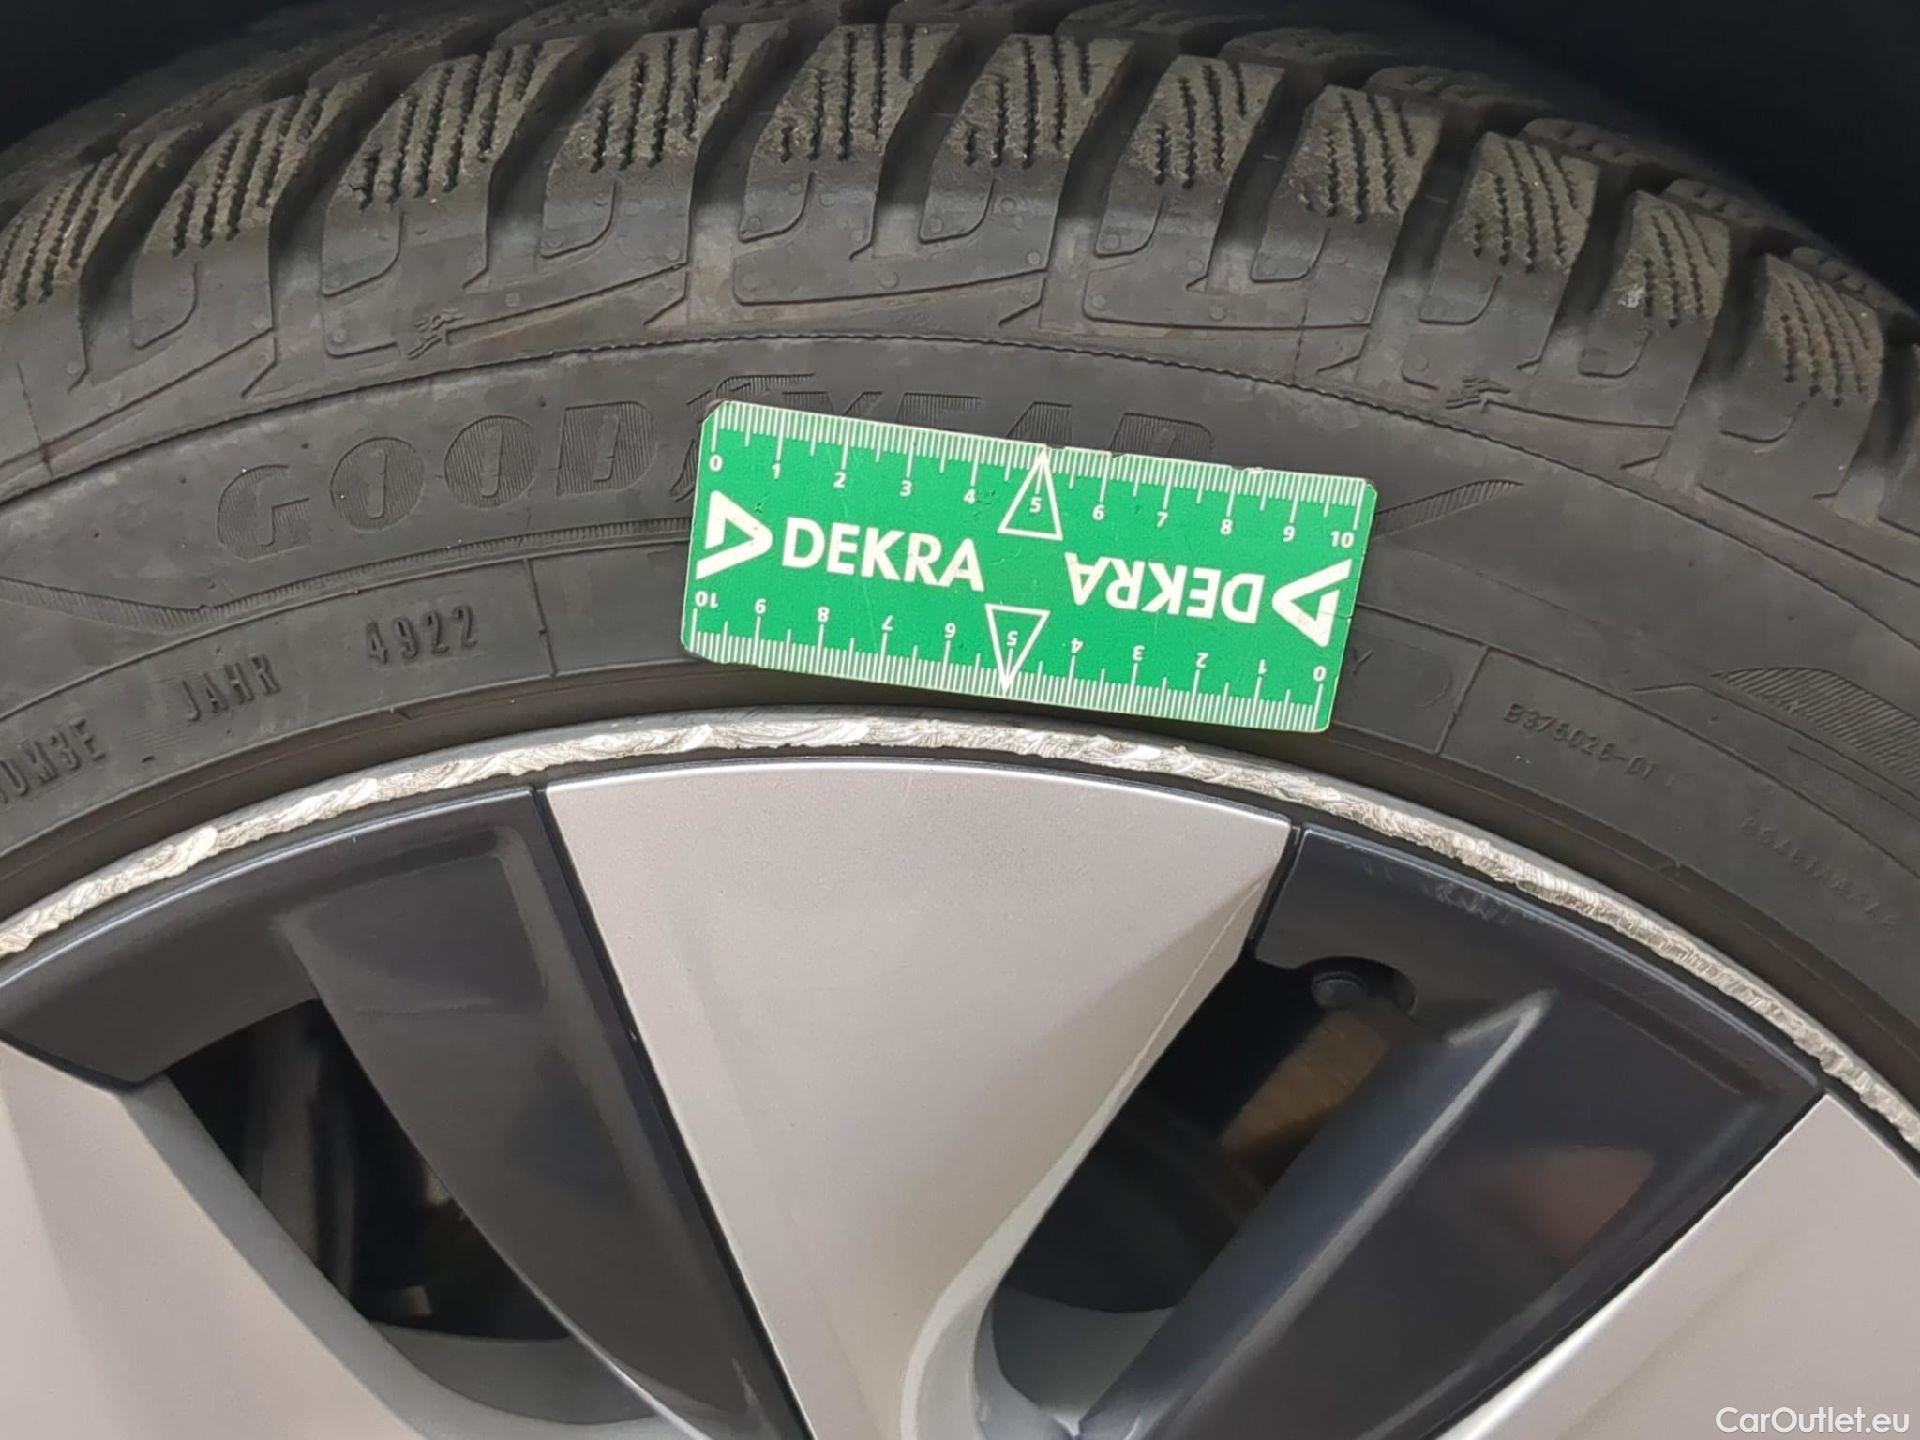 GOODYEAR
0 1 2 3 4 5 6 7 8 9 10
DEKRA DEKRA
10 9 8 7 6 5 4 3 2 1 0
JAHR 4922
B376026-01
CarOutlet.eu